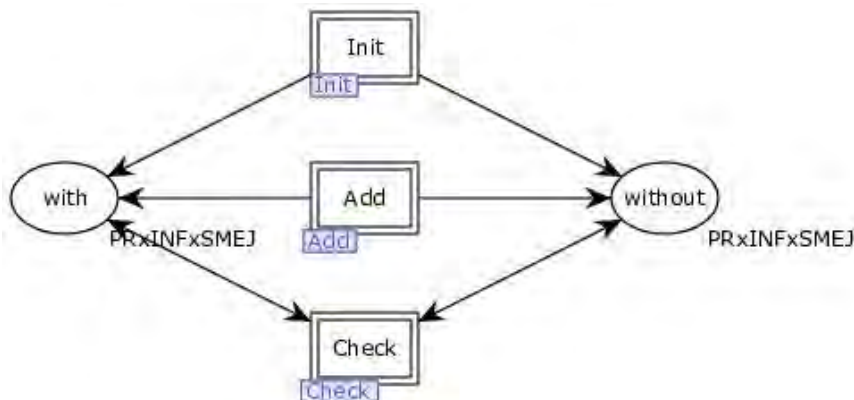 Init
Init
with
Add
without
PRxINFxSMEJ
PRxINFxSMEJ
Add
Check
Check